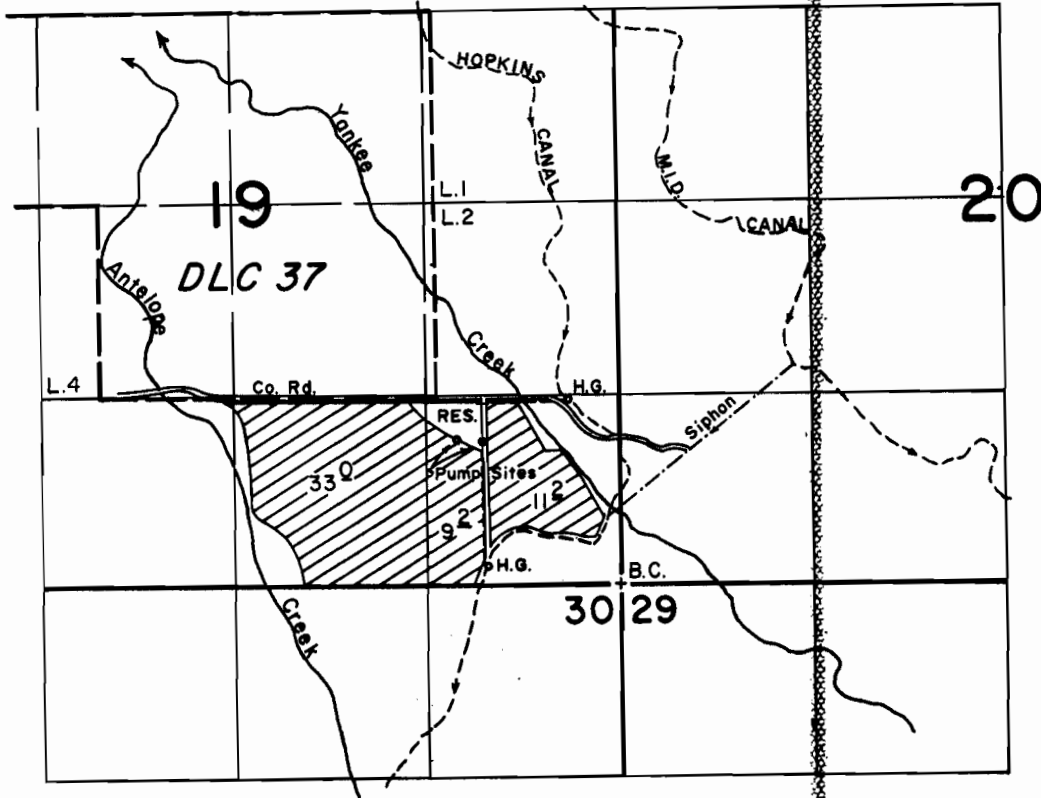 HOPKINS
CANAL
Yankee
M.I.D.
CANAL
L.1
L.2
19
20
DLC 37
Antelope
Creek
L.4
Co. Rd.
H.G.
RES.
Siphon
Pump Sites
33 0
11 2
9 2
H.G.
B.C.
30 29
Creek